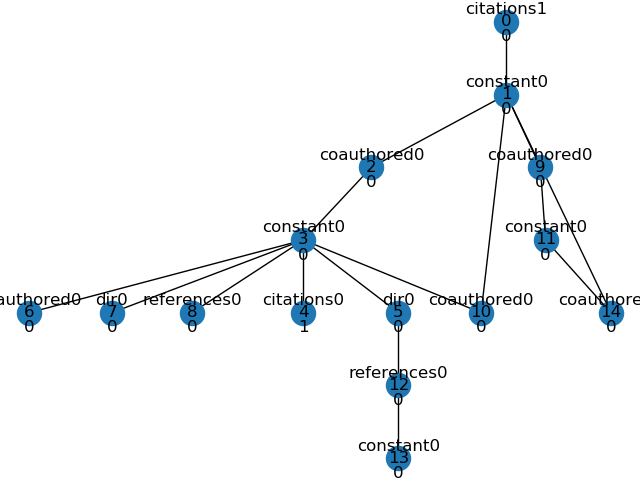 citations1
0
0
constant0
1
0
coauthored0 coauthored0
2 9
0 0
constant0 constant0
3 11
0 0
authored0 dir0 references0 citations0 dir0 coauthored0 coauthore
6 7 8 4 5 10 14
0 0 0 1 0 0 0
references0
12
0
constant0
13
0